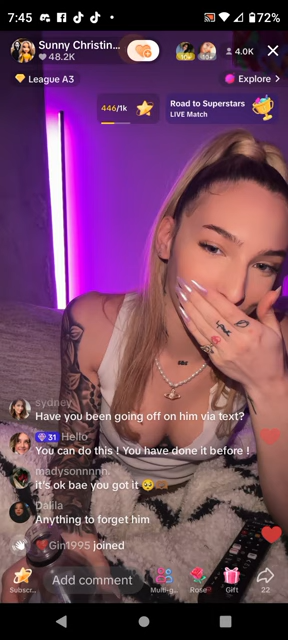 7:45
72%
Sunny Christin...
48.2K
4.0K
League A3
Explore >
446/1k
Road to Superstars
LIVE Match
sydney
Have you been going off on him via text?
31 Hello
You can do this ! You have done it before !
madysonnnnn.
it's ok bae you got it 🥺
Dalila
Anything to forget him
Gin1995 joined
Subscr...
Add comment
Multi-g...
Rose
Gift
22